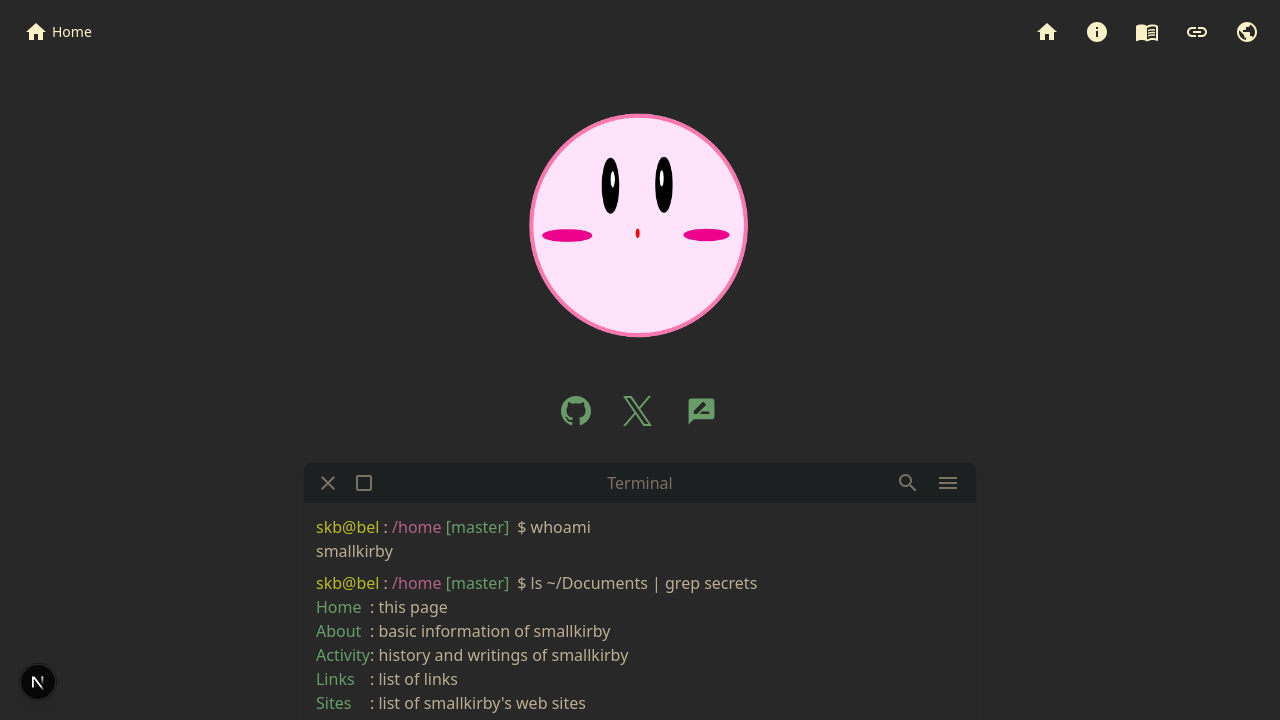 Home
Terminal
skb@bel : /home [master] $ whoami
smallkirby
skb@bel : /home [master] $ ls ~/Documents | grep secrets
Home : this page
About : basic information of smallkirby
Activity: history and writings of smallkirby
Links : list of links
Sites : list of smallkirby's web sites
N